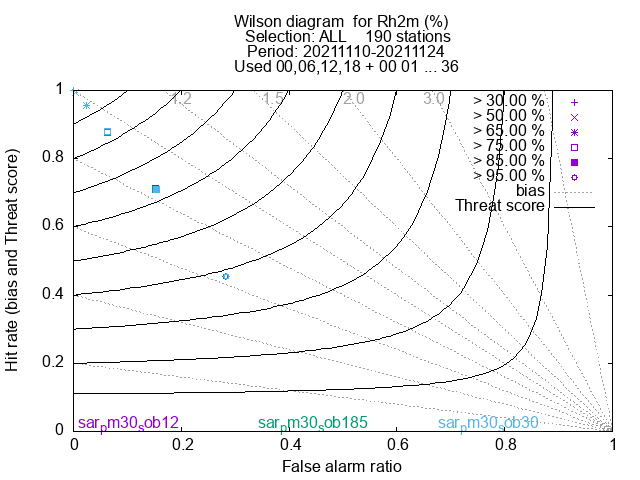 Wilson diagram for Rh2m (%)
Selection: ALL 190 stations
Period: 20211110-20211124
Used 00,06,12,18 + 00 01 ... 36
Hit rate (bias and Threat score)
1
0.8
0.6
0.4
0.2
0
1.2 1.5 2.0 3.0
> 30.00 %
> 50.00 %
> 65.00 %
> 75.00 %
> 85.00 %
> 95.00 %
bias
Threat score
sarpm30sob12 sarpm30sob185 sarpm30sob30
0 0.2 0.4 0.6 0.8 1
False alarm ratio